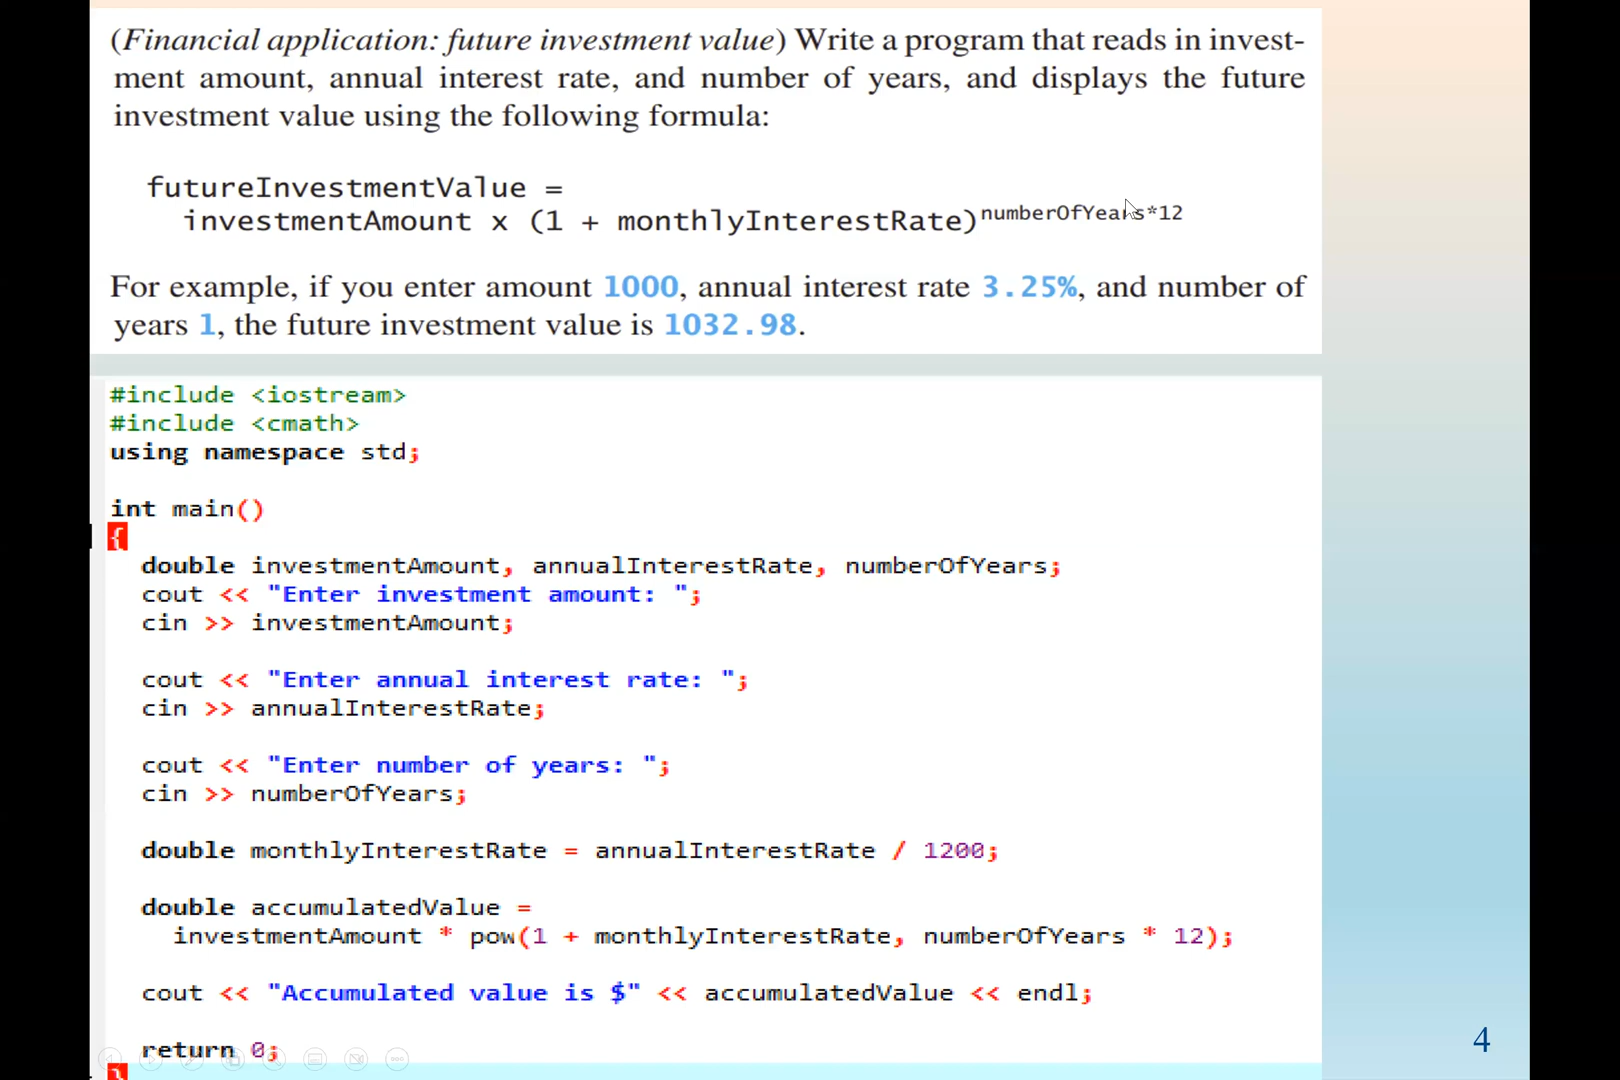 (Financial application: future investment value) Write a program that reads in invest-
ment amount, annual interest rate, and number of years, and displays the future
investment value using the following formula:
futureInvestmentValue =
investmentAmount x (1 + monthlyInterestRate)numberOfYears*12
For example, if you enter amount 1000, annual interest rate 3.25%, and number of
years 1, the future investment value is 1032.98.
#include <iostream>
#include <cmath>
using namespace std;
int main()
{
double investmentAmount, annualInterestRate, numberOfYears;
cout << "Enter investment amount: ";
cin >> investmentAmount;
cout << "Enter annual interest rate: ";
cin >> annualInterestRate;
cout << "Enter number of years: ";
cin >> numberOfYears;
double monthlyInterestRate = annualInterestRate / 1200;
double accumulatedValue =
investmentAmount * pow(1 + monthlyInterestRate, numberOfYears * 12);
cout << "Accumulated value is $" << accumulatedValue << endl;
return 0;
}
4